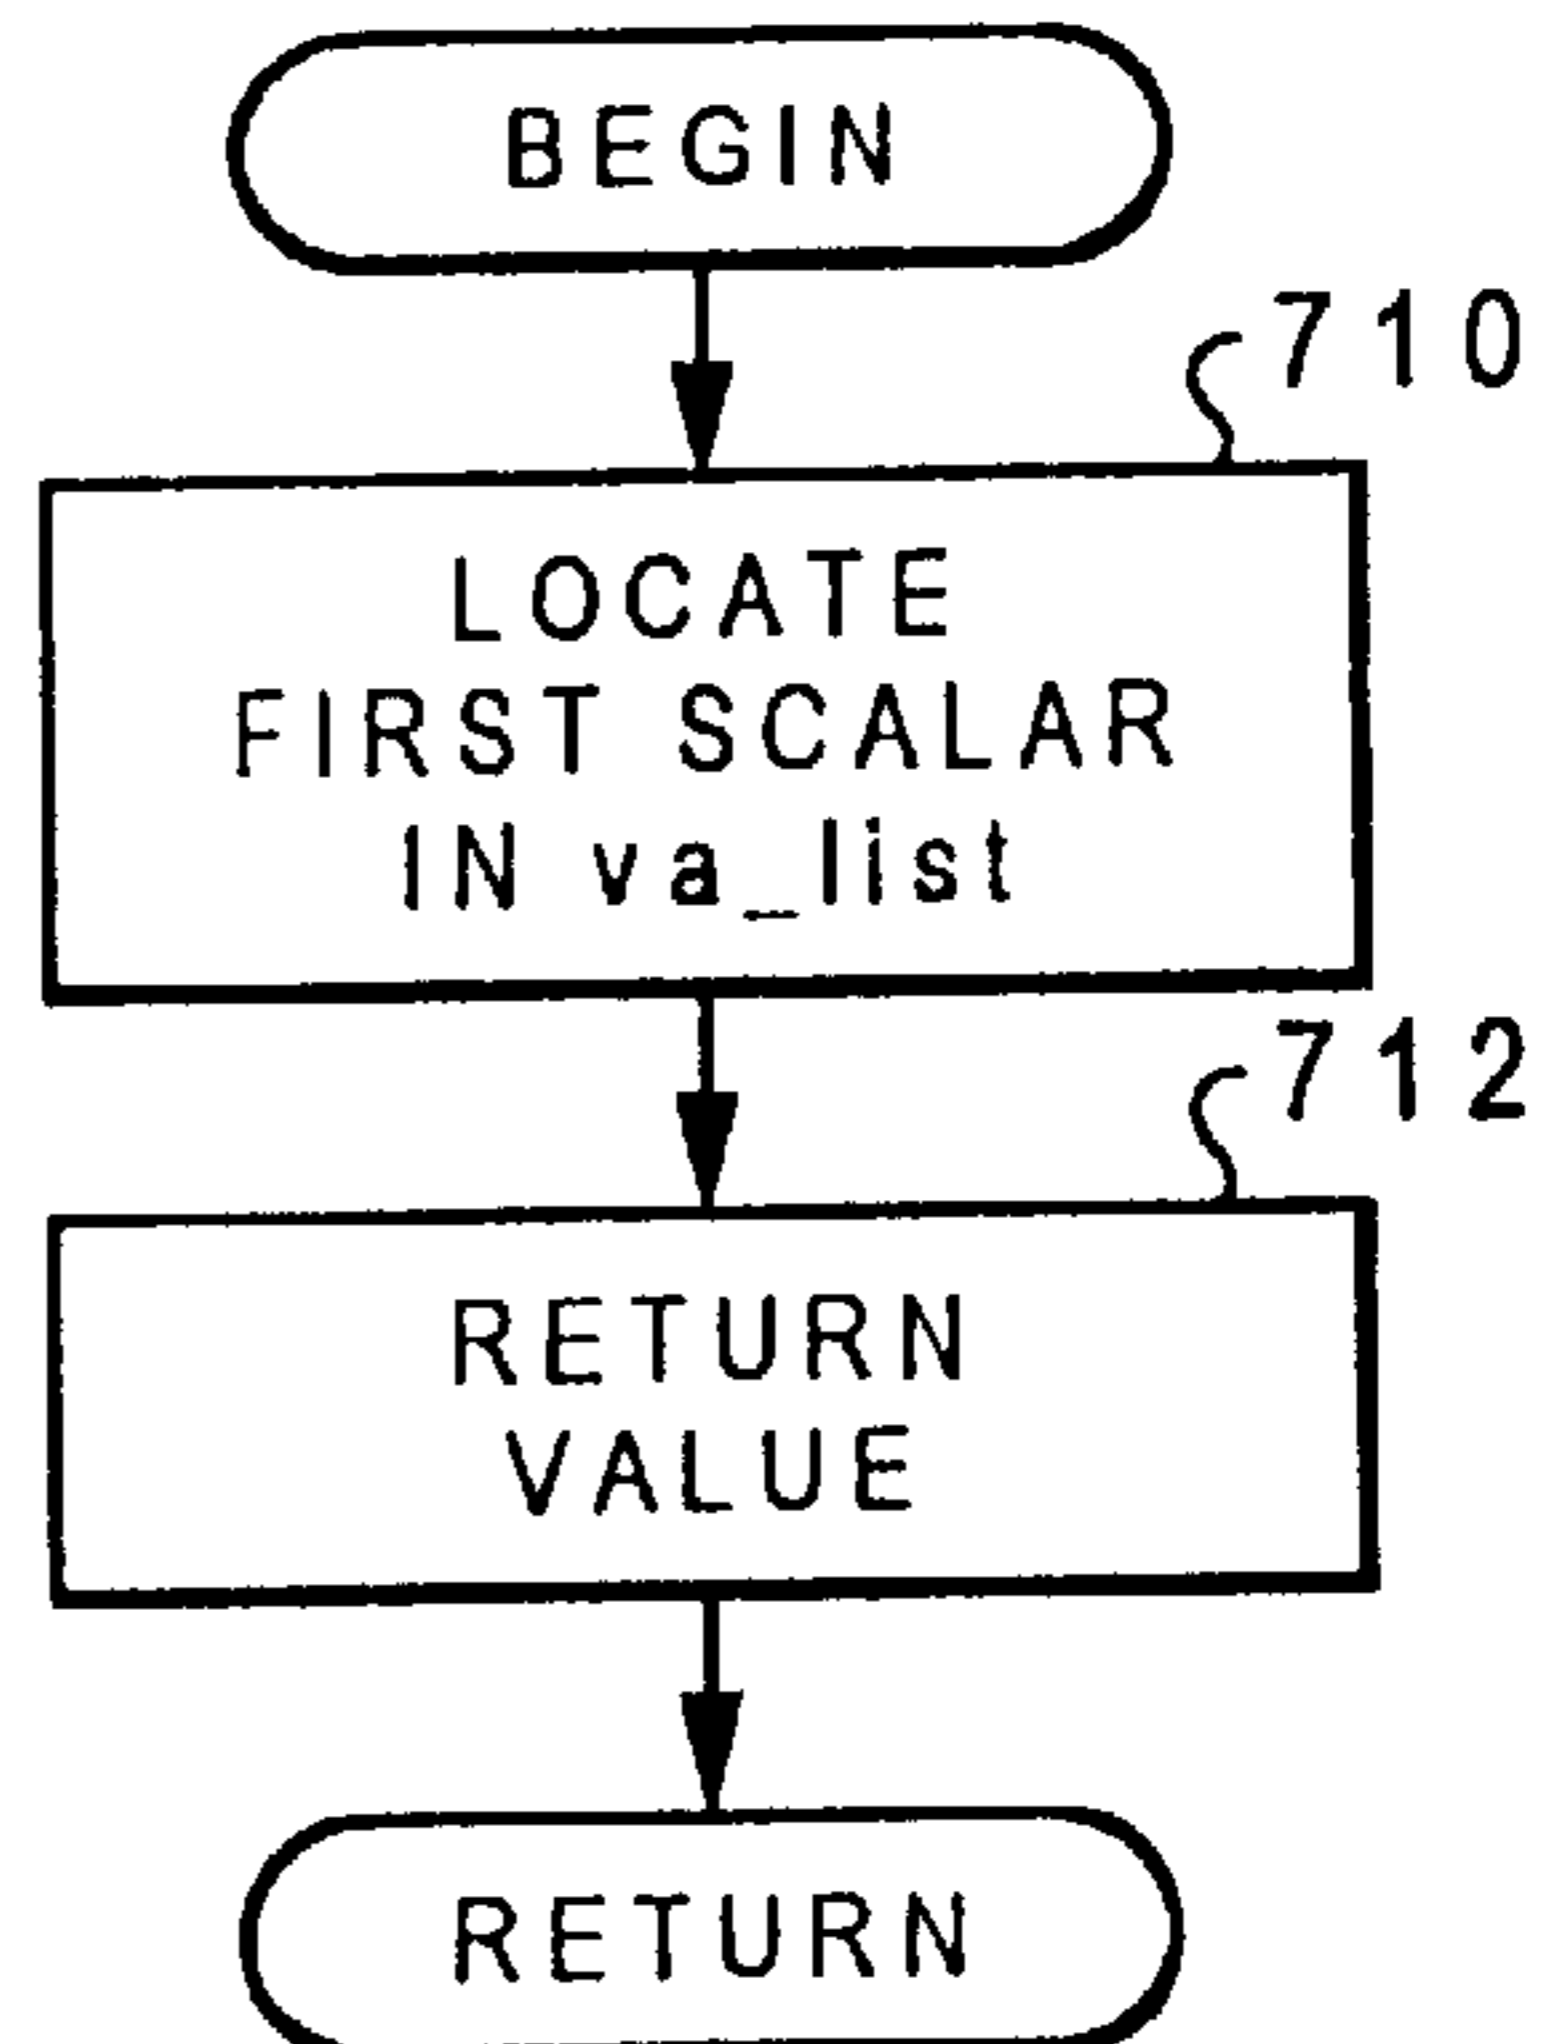 BEGIN
710
LOCATE
FIRST SCALAR
IN va_list
712
RETURN
VALUE
RETURN